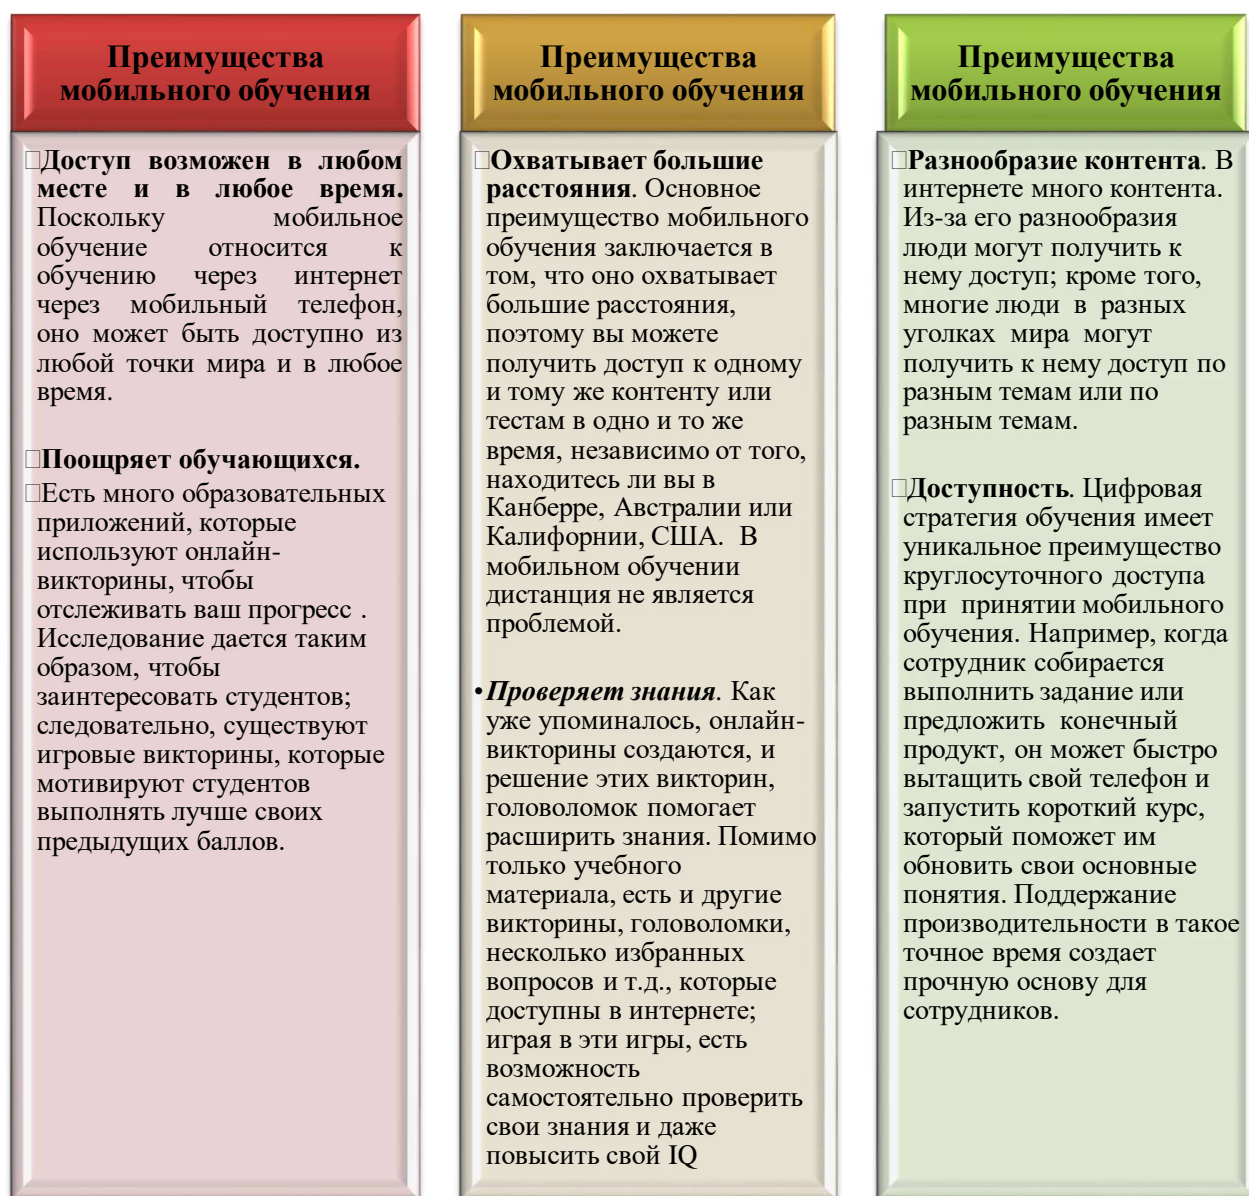 Преимущества
мобильного обучения
□Доступ возможен в любом
месте и в любое время.
Поскольку мобильное
обучение относится к
обучению через интернет
через мобильный телефон,
оно может быть доступно из
любой точки мира и в любое
время.
□Поощряет обучающихся.
□Есть много образовательных
приложений, которые
используют онлайн-
викторины, чтобы
отслеживать ваш прогресс .
Исследование дается таким
образом, чтобы
заинтересовать студентов;
следовательно, существуют
игровые викторины, которые
мотивируют студентов
выполнять лучше своих
предыдущих баллов.
Преимущества
мобильного обучения
□Охватывает большие
расстояния. Основное
преимущество мобильного
обучения заключается в
том, что оно охватывает
большие расстояния,
поэтому вы можете
получить доступ к одному
и тому же контенту или
тестам в одно и то же
время, независимо от того,
находитесь ли вы в
Канберре, Австралии или
Калифорнии, США. В
мобильном обучении
дистанция не является
проблемой.
•Проверяет знания. Как
уже упоминалось, онлайн-
викторины создаются, и
решение этих викторин,
головоломок помогает
расширить знания. Помимо
только учебного
материала, есть и другие
викторины, головоломки,
несколько избранных
вопросов и т.д., которые
доступны в интернете;
играя в эти игры, есть
возможность
самостоятельно проверить
свои знания и даже
повысить свой IQ
Преимущества
мобильного обучения
□Разнообразие контента. В
интернете много контента.
Из-за его разнообразия
люди могут получить к
нему доступ; кроме того,
многие люди в разных
уголках мира могут
получить к нему доступ по
разным темам или по
разным темам.
□Доступность. Цифровая
стратегия обучения имеет
уникальное преимущество
круглосуточного доступа
при принятии мобильного
обучения. Например, когда
сотрудник собирается
выполнить задание или
предложить конечный
продукт, он может быстро
вытащить свой телефон и
запустить короткий курс,
который поможет им
обновить свои основные
понятия. Поддержание
производительности в такое
точное время создает
прочную основу для
сотрудников.